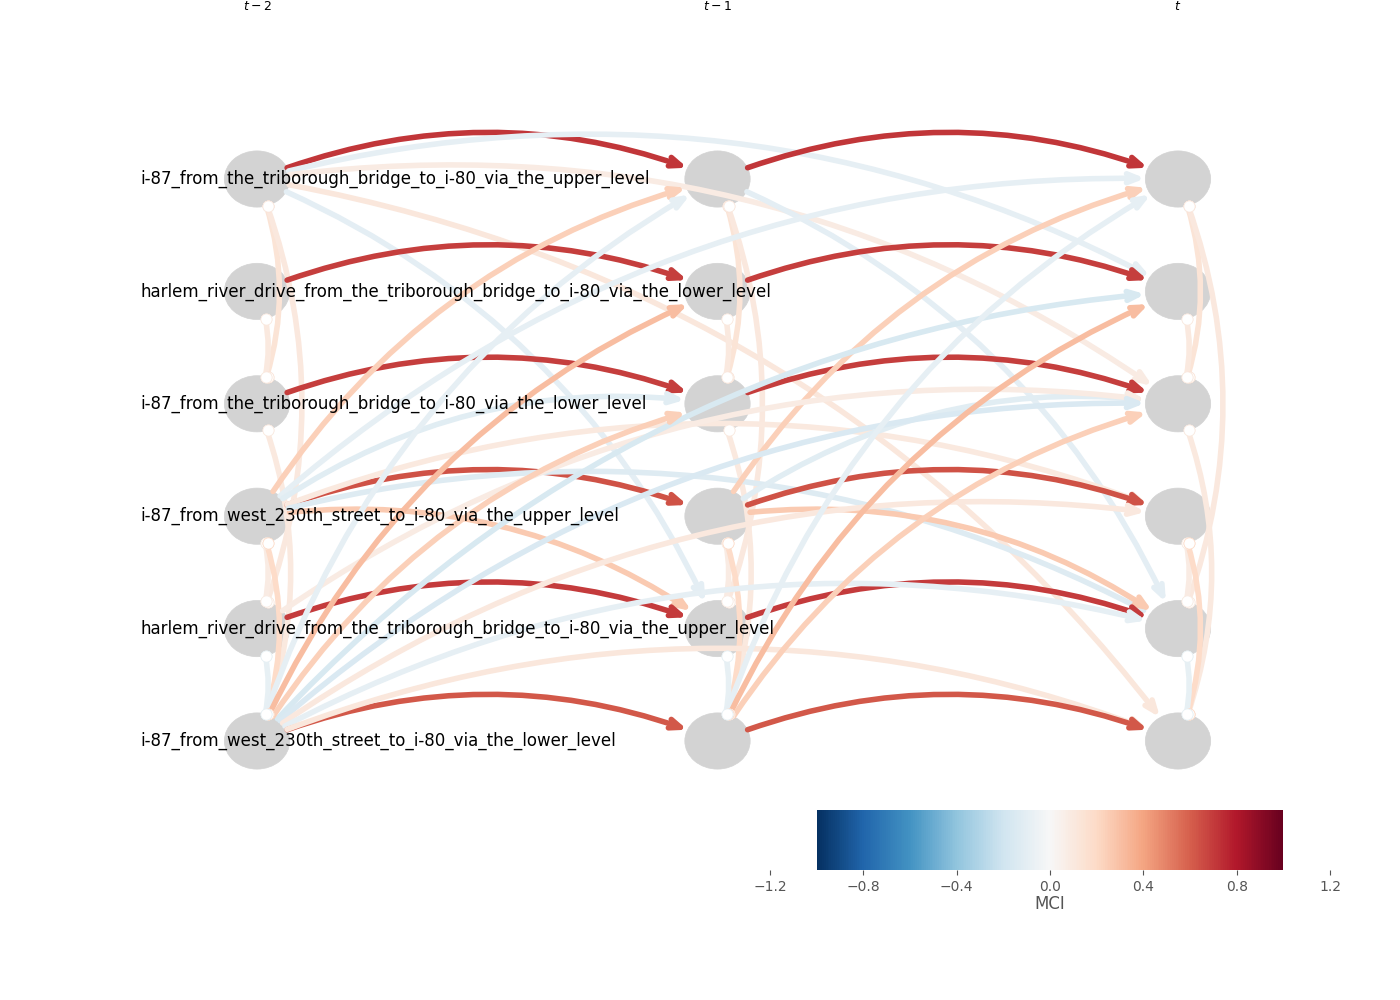 t − 2 t − 1 t
i-87_from_the_triborough_bridge_to_i-80_via_the_upper_level
harlem_river_drive_from_the_triborough_bridge_to_i-80_via_the_lower_level
i-87_from_the_triborough_bridge_to_i-80_via_the_lower_level
i-87_from_west_230th_street_to_i-80_via_the_upper_level
harlem_river_drive_from_the_triborough_bridge_to_i-80_via_the_upper_level
i-87_from_west_230th_street_to_i-80_via_the_lower_level
−1.2 −0.8 −0.4 0.0 0.4 0.8 1.2
MCI